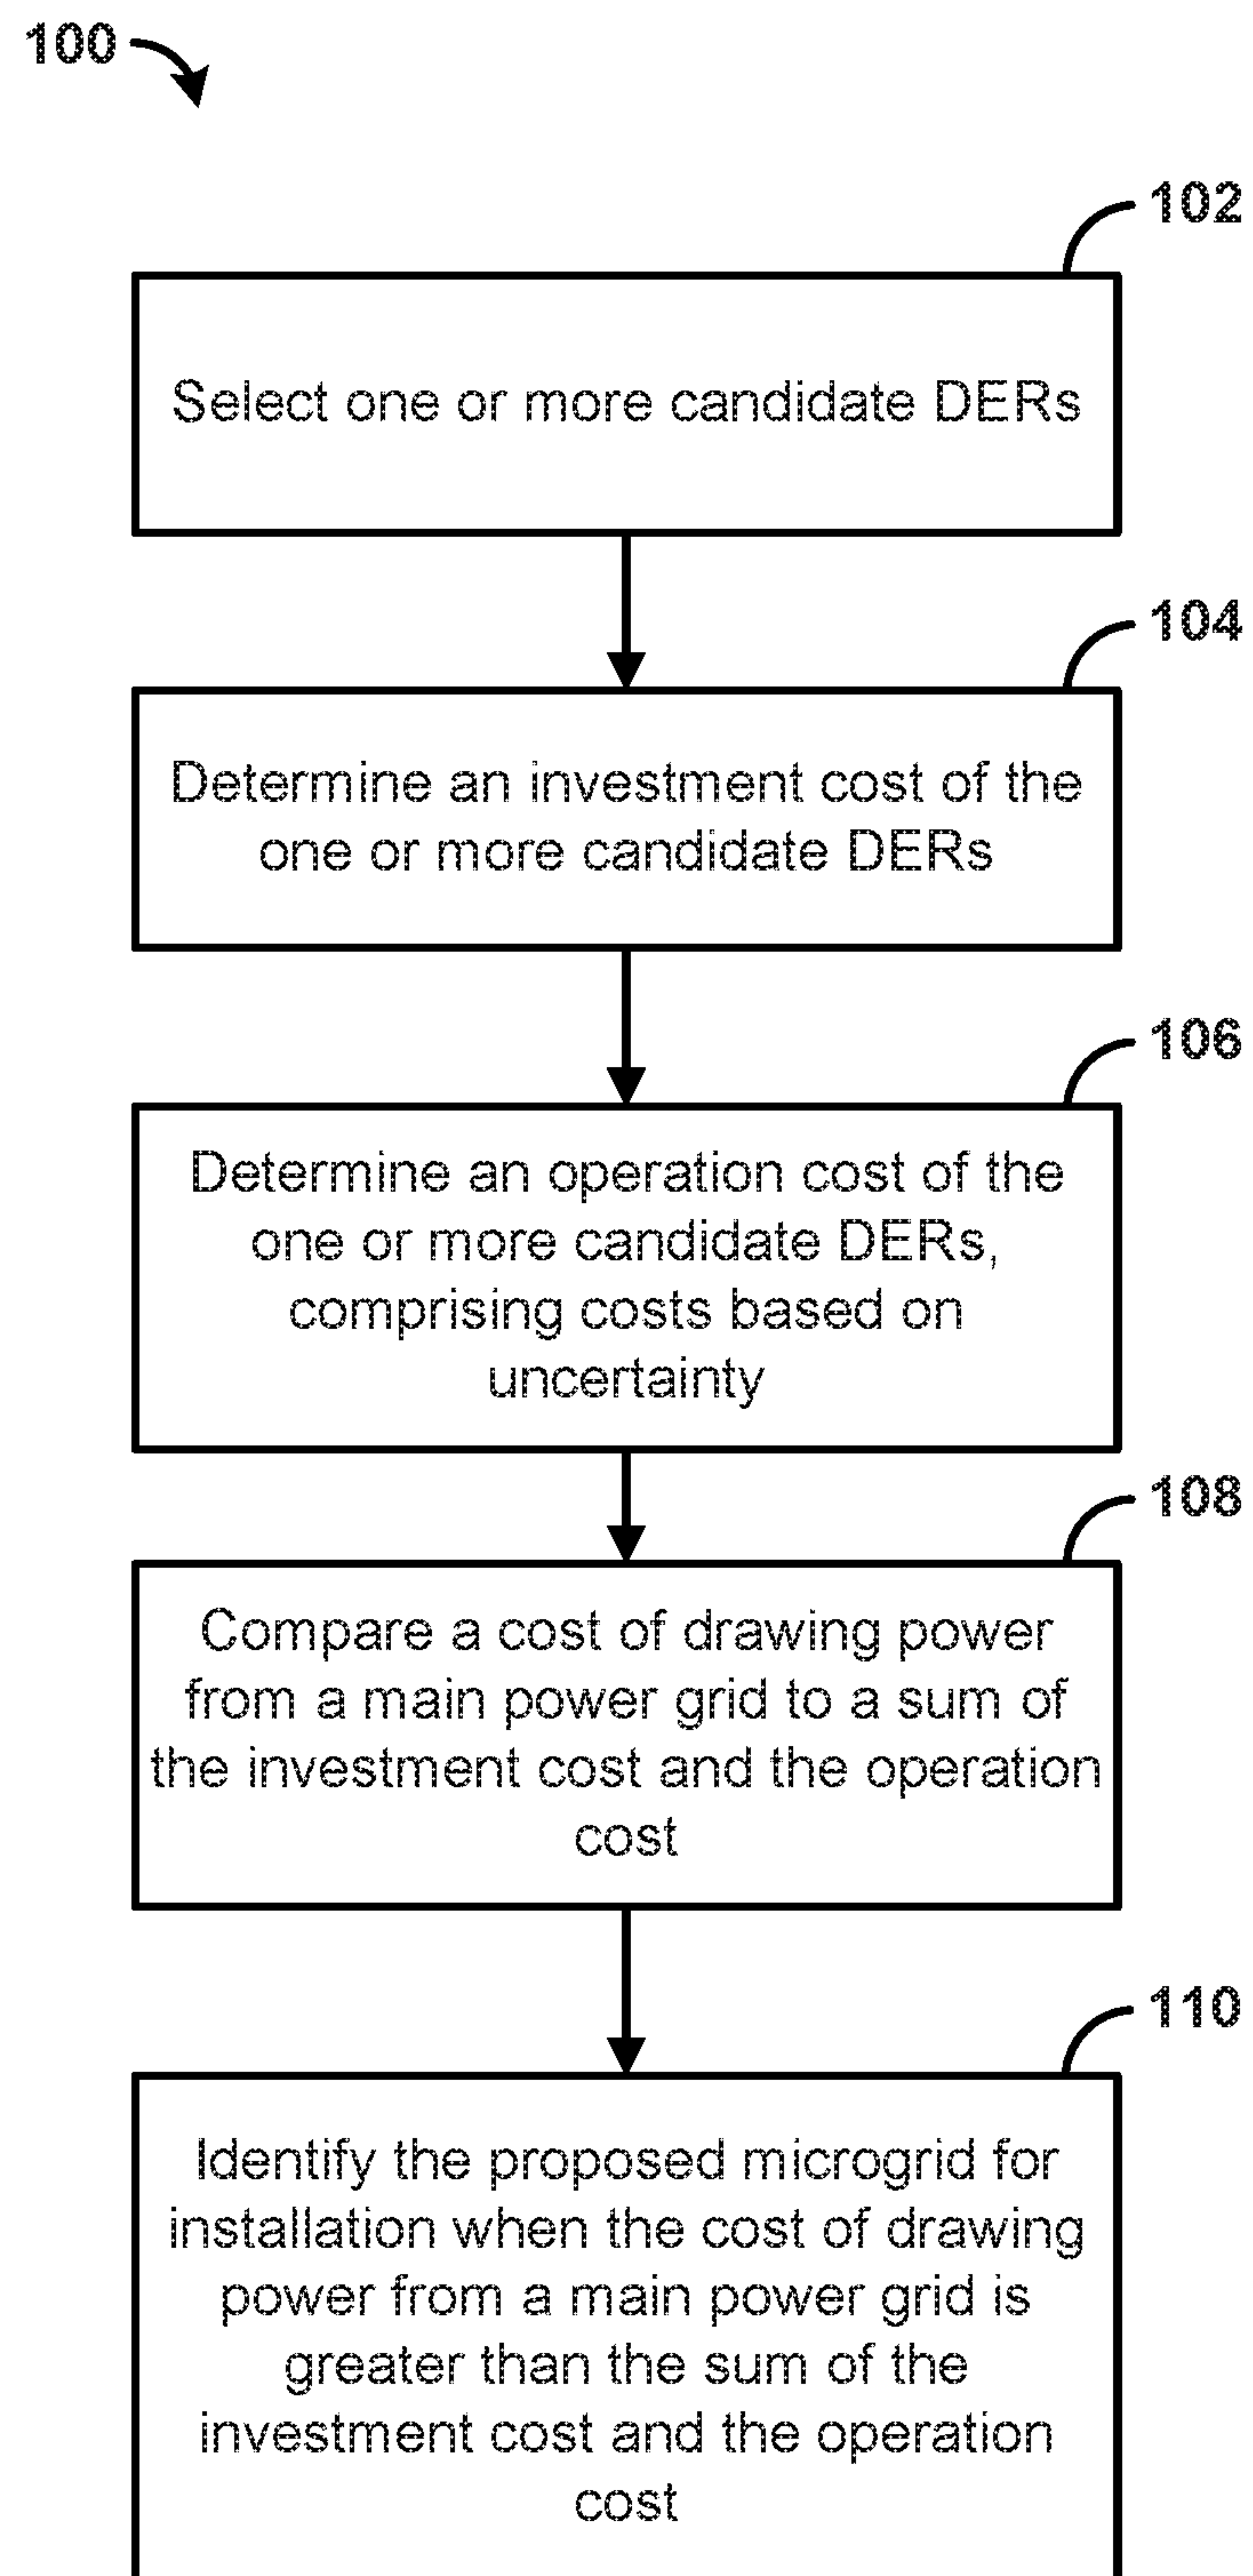 100
102
Select one or more candidate DERs
104
Determine an investment cost of the
one or more candidate DERs
106
Determine an operation cost of the
one or more candidate DERs,
comprising costs based on
uncertainty
108
Compare a cost of drawing power
from a main power grid to a sum of
the investment cost and the operation
cost
110
Identify the proposed microgrid for
installation when the cost of drawing
power from a main power grid is
greater than the sum of the
investment cost and the operation
cost